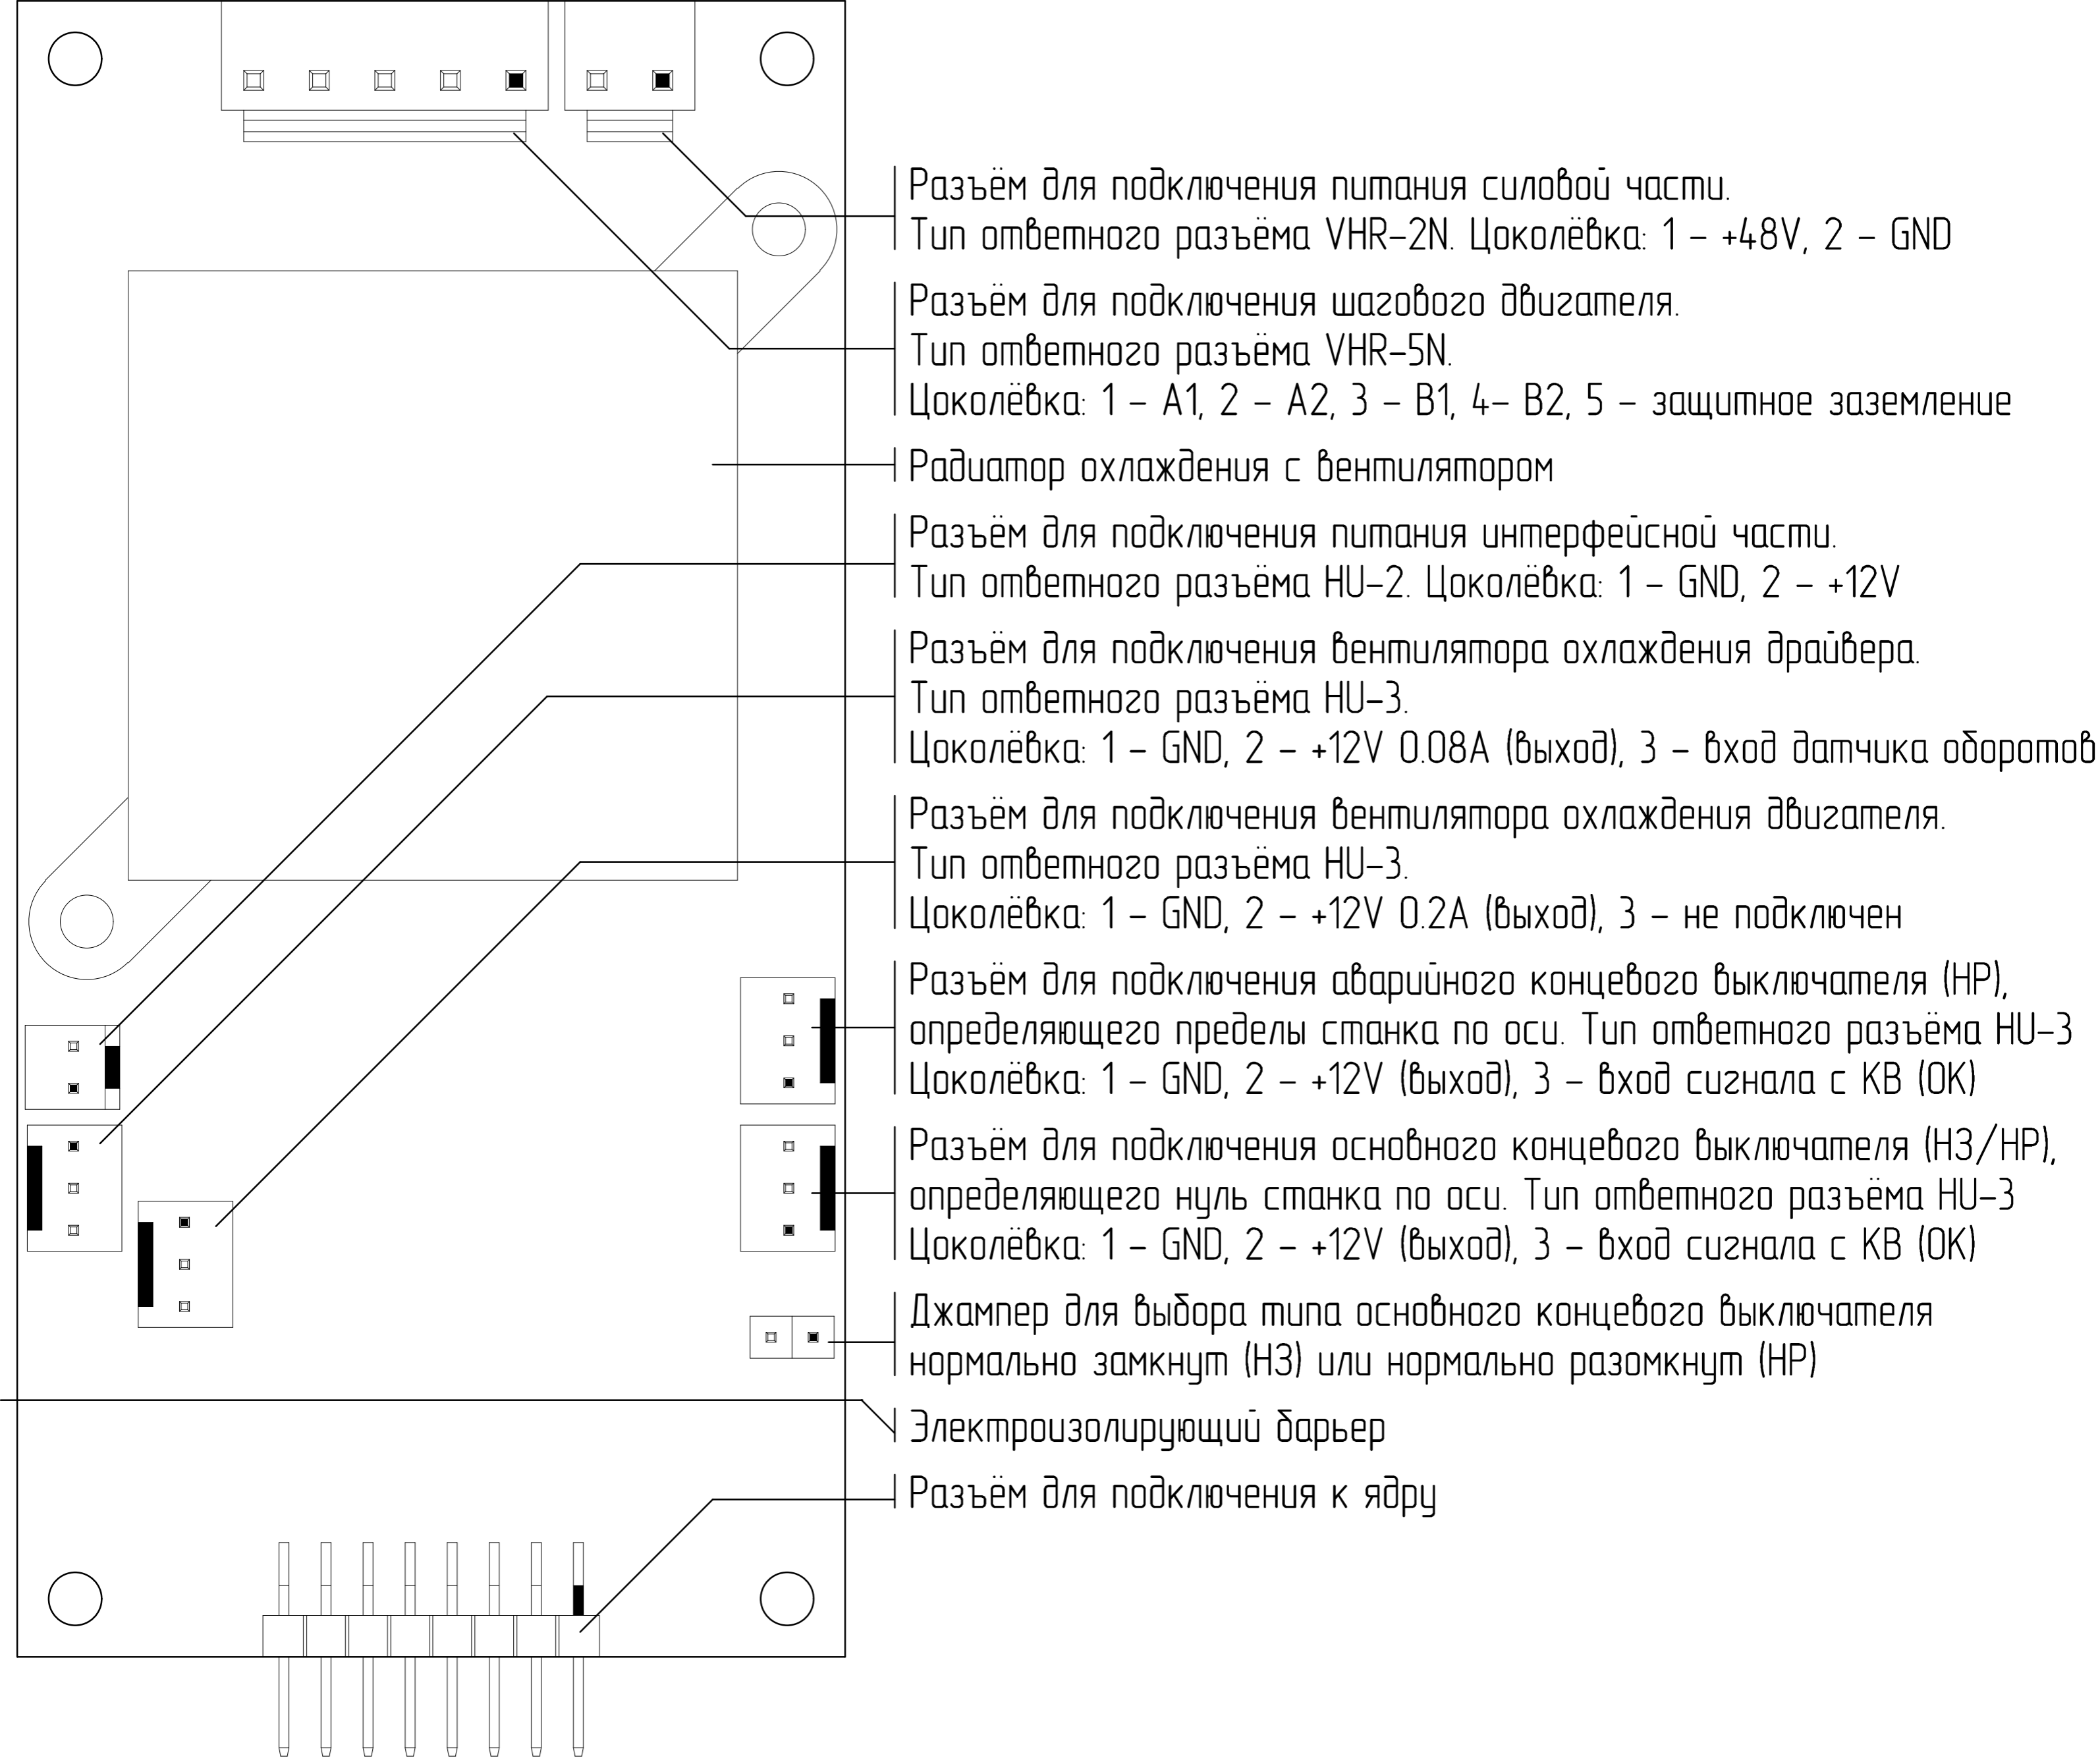 Разъём для подключения питания силовой части.
Тип ответного разъёма VHR-2N. Цоколёвка: 1 - +48V, 2 - GND
Разъём для подключения шагового двигателя.
Тип ответного разъёма VHR-5N.
Цоколёвка: 1 - A1, 2 - A2, 3 - B1, 4- B2, 5 - защитное заземление
Радиатор охлаждения с вентилятором
Разъём для подключения питания интерфейсной части.
Тип ответного разъёма HU-2. Цоколёвка: 1 - GND, 2 - +12V
Разъём для подключения вентилятора охлаждения драйвера.
Тип ответного разъёма HU-3.
Цоколёвка: 1 - GND, 2 - +12V 0.08A (выход), 3 - вход датчика оборотов
Разъём для подключения вентилятора охлаждения двигателя.
Тип ответного разъёма HU-3.
Цоколёвка: 1 - GND, 2 - +12V 0.2A (выход), 3 - не подключен
Разъём для подключения аварийного концевого выключателя (НР),
определяющего пределы станка по оси. Тип ответного разъёма HU-3
Цоколёвка: 1 - GND, 2 - +12V (выход), 3 - вход сигнала с КВ (ОК)
Разъём для подключения основного концевого выключателя (НЗ/НР),
определяющего нуль станка по оси. Тип ответного разъёма HU-3
Цоколёвка: 1 - GND, 2 - +12V (выход), 3 - вход сигнала с КВ (ОК)
Джампер для выбора типа основного концевого выключателя
нормально замкнут (НЗ) или нормально разомкнут (НР)
Электроизолирующий барьер
Разъём для подключения к ядру